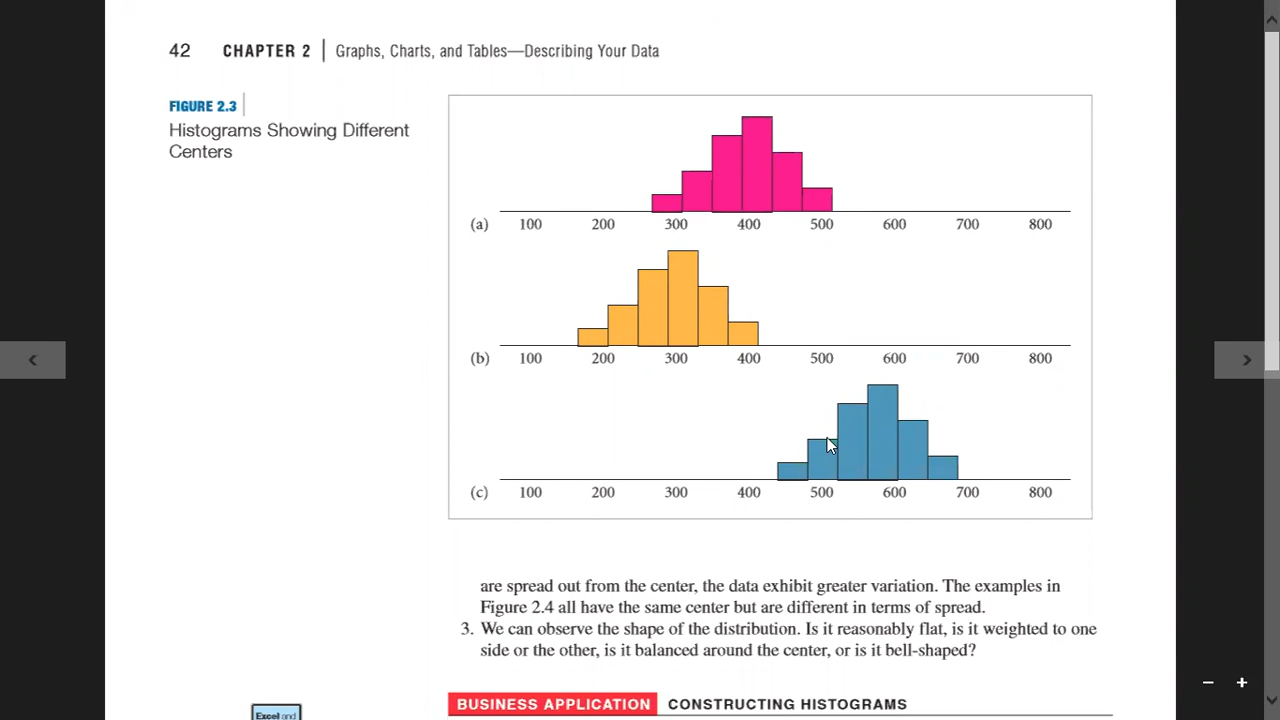 42 CHAPTER 2 | Graphs, Charts, and Tables—Describing Your Data
FIGURE 2.3
Histograms Showing Different
Centers
(a) 100 200 300 400 500 600 700 800
(b) 100 200 300 400 500 600 700 800
(c) 100 200 300 400 500 600 700 800
are spread out from the center, the data exhibit greater variation. The examples in
Figure 2.4 all have the same center but are different in terms of spread.
3. We can observe the shape of the distribution. Is it reasonably flat, is it weighted to one
side or the other, is it balanced around the center, or is it bell-shaped?
BUSINESS APPLICATION CONSTRUCTING HISTOGRAMS
Excel and